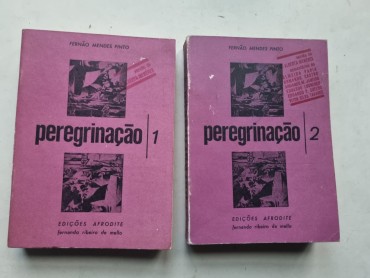 FERNÃO MENDES PINTO
peregrinação / 1
EDIÇÕES AFRODITE
fernando ribeiro de mello
FERNÃO MENDES PINTO
peregrinação / 2
EDIÇÕES AFRODITE
fernando ribeiro de mello